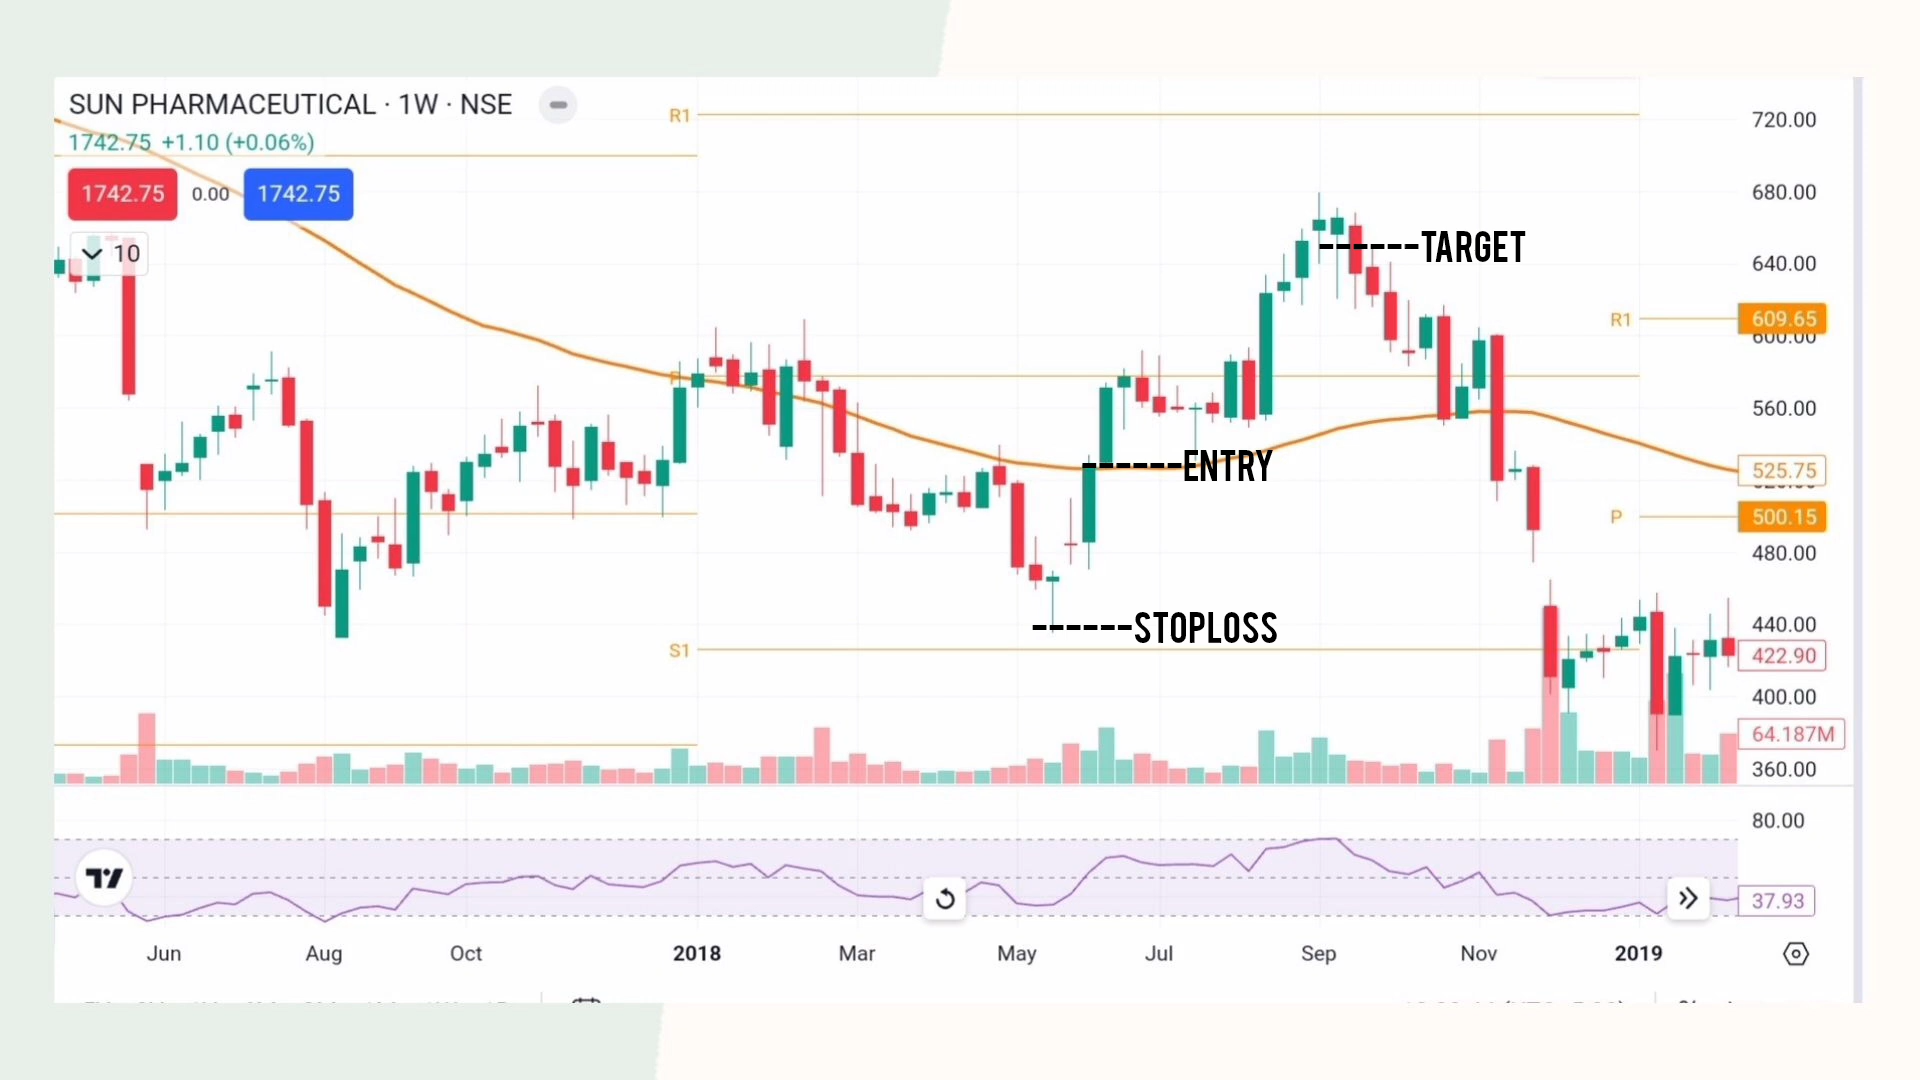 SUN PHARMACEUTICAL · 1W · NSE
1742.75 +1.10 (+0.06%)
1742.75 0.00 1742.75
10
R1
P
S1
TARGET
ENTRY
STOPLOSS
R1
P
720.00
680.00
640.00
609.65
600.00
560.00
525.75
500.15
480.00
440.00
422.90
400.00
64.187M
360.00
80.00
37.93
Jun Aug Oct 2018 Mar May Jul Sep Nov 2019